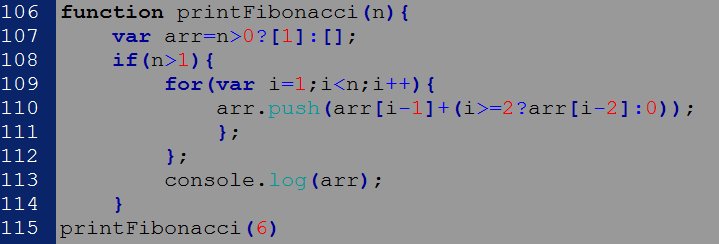 106 function printFibonacci(n){
107     var arr=n>0?[1]:[];
108     if(n>1){
109         for(var i=1;i<n;i++){
110             arr.push(arr[i-1]+(i>=2?arr[i-2]:0));
111             };
112         };
113         console.log(arr);
114     }
115 printFibonacci(6)